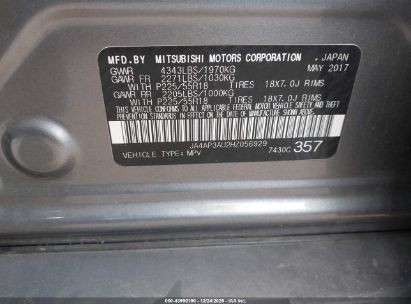 MFD.BY MITSUBISHI MOTORS CORPORATION . JAPAN
GVWR 4343LBS/1970KG MAY 2017
GAWR FR 2271LBS/1030KG
WITH P225/55R18 TIRES 18X7.0J RIMS
GAWR RR 2205LBS/1000KG
WITH P225/55R18 TIRES 18X7.0J RIMS
THIS VEHICLE CONFORMS TO ALL APPLICABLE FEDERAL
MOTOR VEHICLE SAFETY AND THEFT PREVENTION STANDARDS
IN EFFECT ON THE DATE OF MANUFACTURE SHOWN ABOVE.
JA4AP3AU2HZ056929
VEHICLE TYPE: MPV 7430C 357